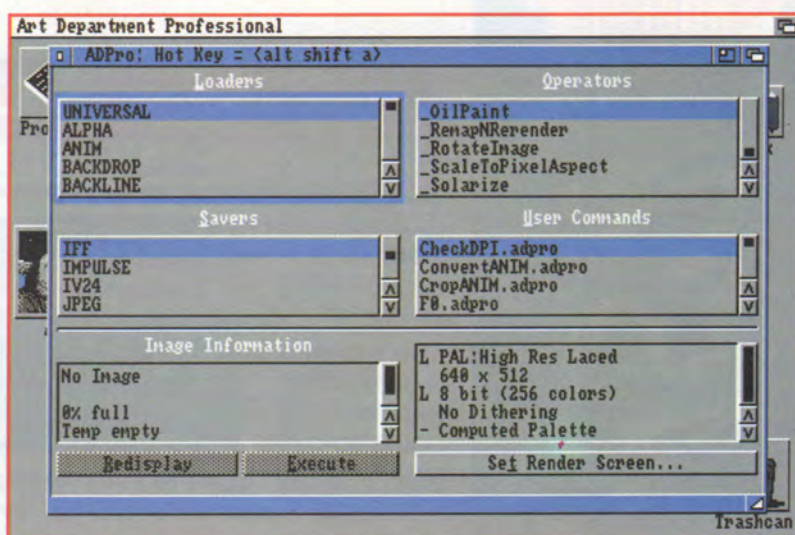 Art Department Professional
ADPro: Hot Key = <alt shift a>
Loaders
UNIVERSAL
ALPHA
ANIM
BACKDROP
BACKLINE
Operators
_OilPaint
_RemapNRerender
_RotateImage
_ScaleToPixelAspect
_Solarize
Savers
IFF
IMPULSE
IV24
JPEG
User Commands
CheckDPI.adpro
ConvertANIM.adpro
CropANIM.adpro
F0.adpro
Image Information
No Image
0% full
Temp empty
L PAL:High Res Laced
640 x 512
L 8 bit (256 colors)
No Dithering
- Computed Palette
Redisplay
Execute
Set Render Screen...
Pro
x
Trashcan